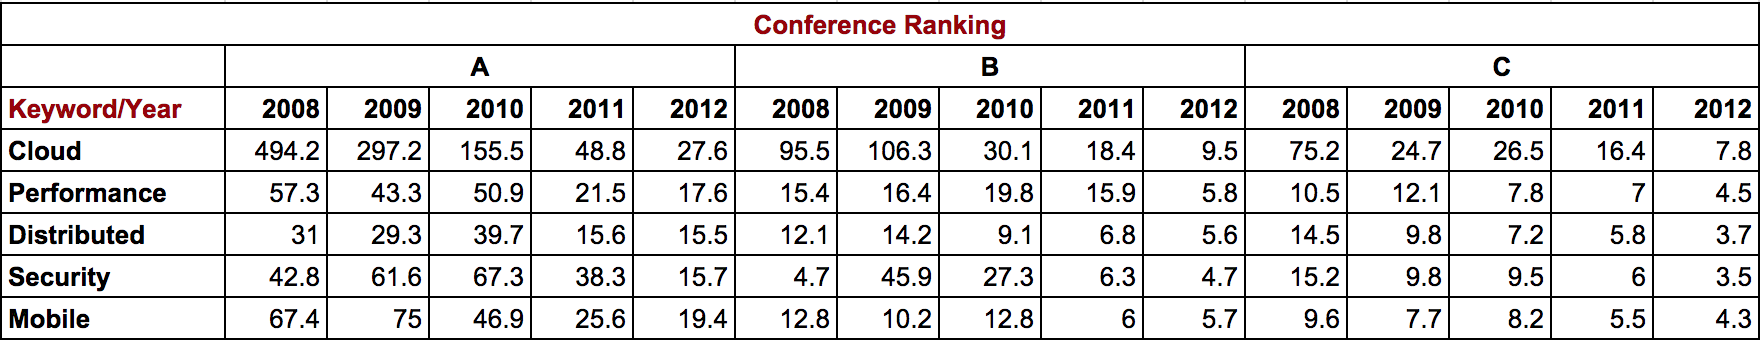 Conference Ranking
A B C
Keyword/Year 2008 2009 2010 2011 2012 2008 2009 2010 2011 2012 2008 2009 2010 2011 2012
Cloud 494.2 297.2 155.5 48.8 27.6 95.5 106.3 30.1 18.4 9.5 75.2 24.7 26.5 16.4 7.8
Performance 57.3 43.3 50.9 21.5 17.6 15.4 16.4 19.8 15.9 5.8 10.5 12.1 7.8 7 4.5
Distributed 31 29.3 39.7 15.6 15.5 12.1 14.2 9.1 6.8 5.6 14.5 9.8 7.2 5.8 3.7
Security 42.8 61.6 67.3 38.3 15.7 4.7 45.9 27.3 6.3 4.7 15.2 9.8 9.5 6 3.5
Mobile 67.4 75 46.9 25.6 19.4 12.8 10.2 12.8 6 5.7 9.6 7.7 8.2 5.5 4.3